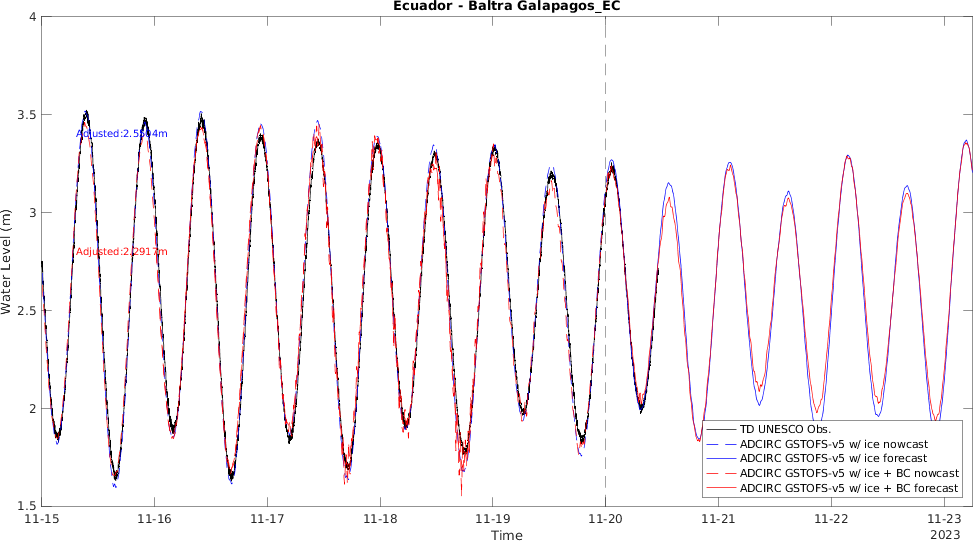 Ecuador - Baltra Galapagos_EC
4
3.5
3
2.5
2
1.5
Water Level (m)
Adjusted:2.5504m
Adjusted:2.2917m
11-15
11-16
11-17
11-18
11-19
11-20
11-21
11-22
11-23
Time
2023
TD UNESCO Obs.
ADCIRC GSTOFS-v5 w/ ice nowcast
ADCIRC GSTOFS-v5 w/ ice forecast
ADCIRC GSTOFS-v5 w/ ice + BC nowcast
ADCIRC GSTOFS-v5 w/ ice + BC forecast